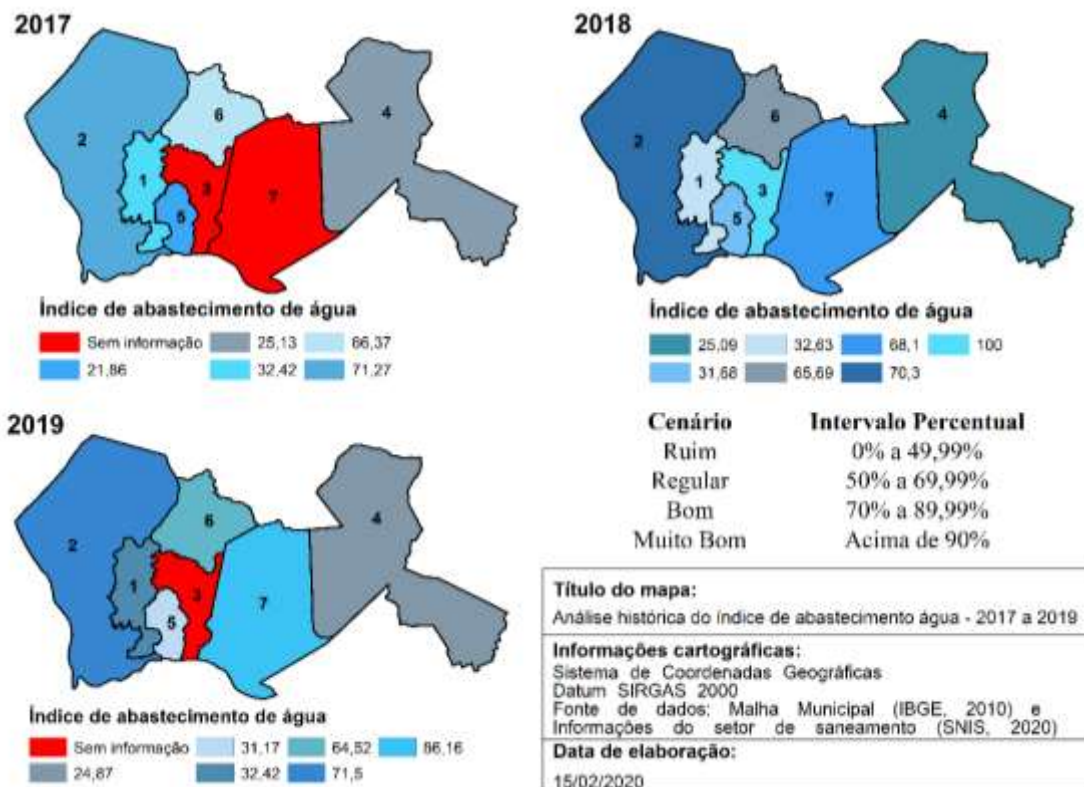 2017
2
6
4
1
3
5
7
Índice de abastecimento de água
Sem informação 25,13 66,37
21,86 32,42 71,27
2018
2
6
4
1
3
5
7
Índice de abastecimento de água
25,09 32,63 68,1 100
31,68 65,69 70,3
2019
2
6
4
1
3
5
7
Índice de abastecimento de água
Sem informação 31,17 64,52 86,16
24,87 32,42 71,5
Cenário Intervalo Percentual
Ruim 0% a 49,99%
Regular 50% a 69,99%
Bom 70% a 89,99%
Muito Bom Acima de 90%
Título do mapa:
Análise histórica do índice de abastecimento água - 2017 a 2019
Informações cartográficas:
Sistema de Coordenadas Geográficas
Datum SIRGAS 2000
Fonte de dados: Malha Municipal (IBGE, 2010) e
Informações do setor de saneamento (SNIS, 2020)
Data de elaboração:
15/02/2020